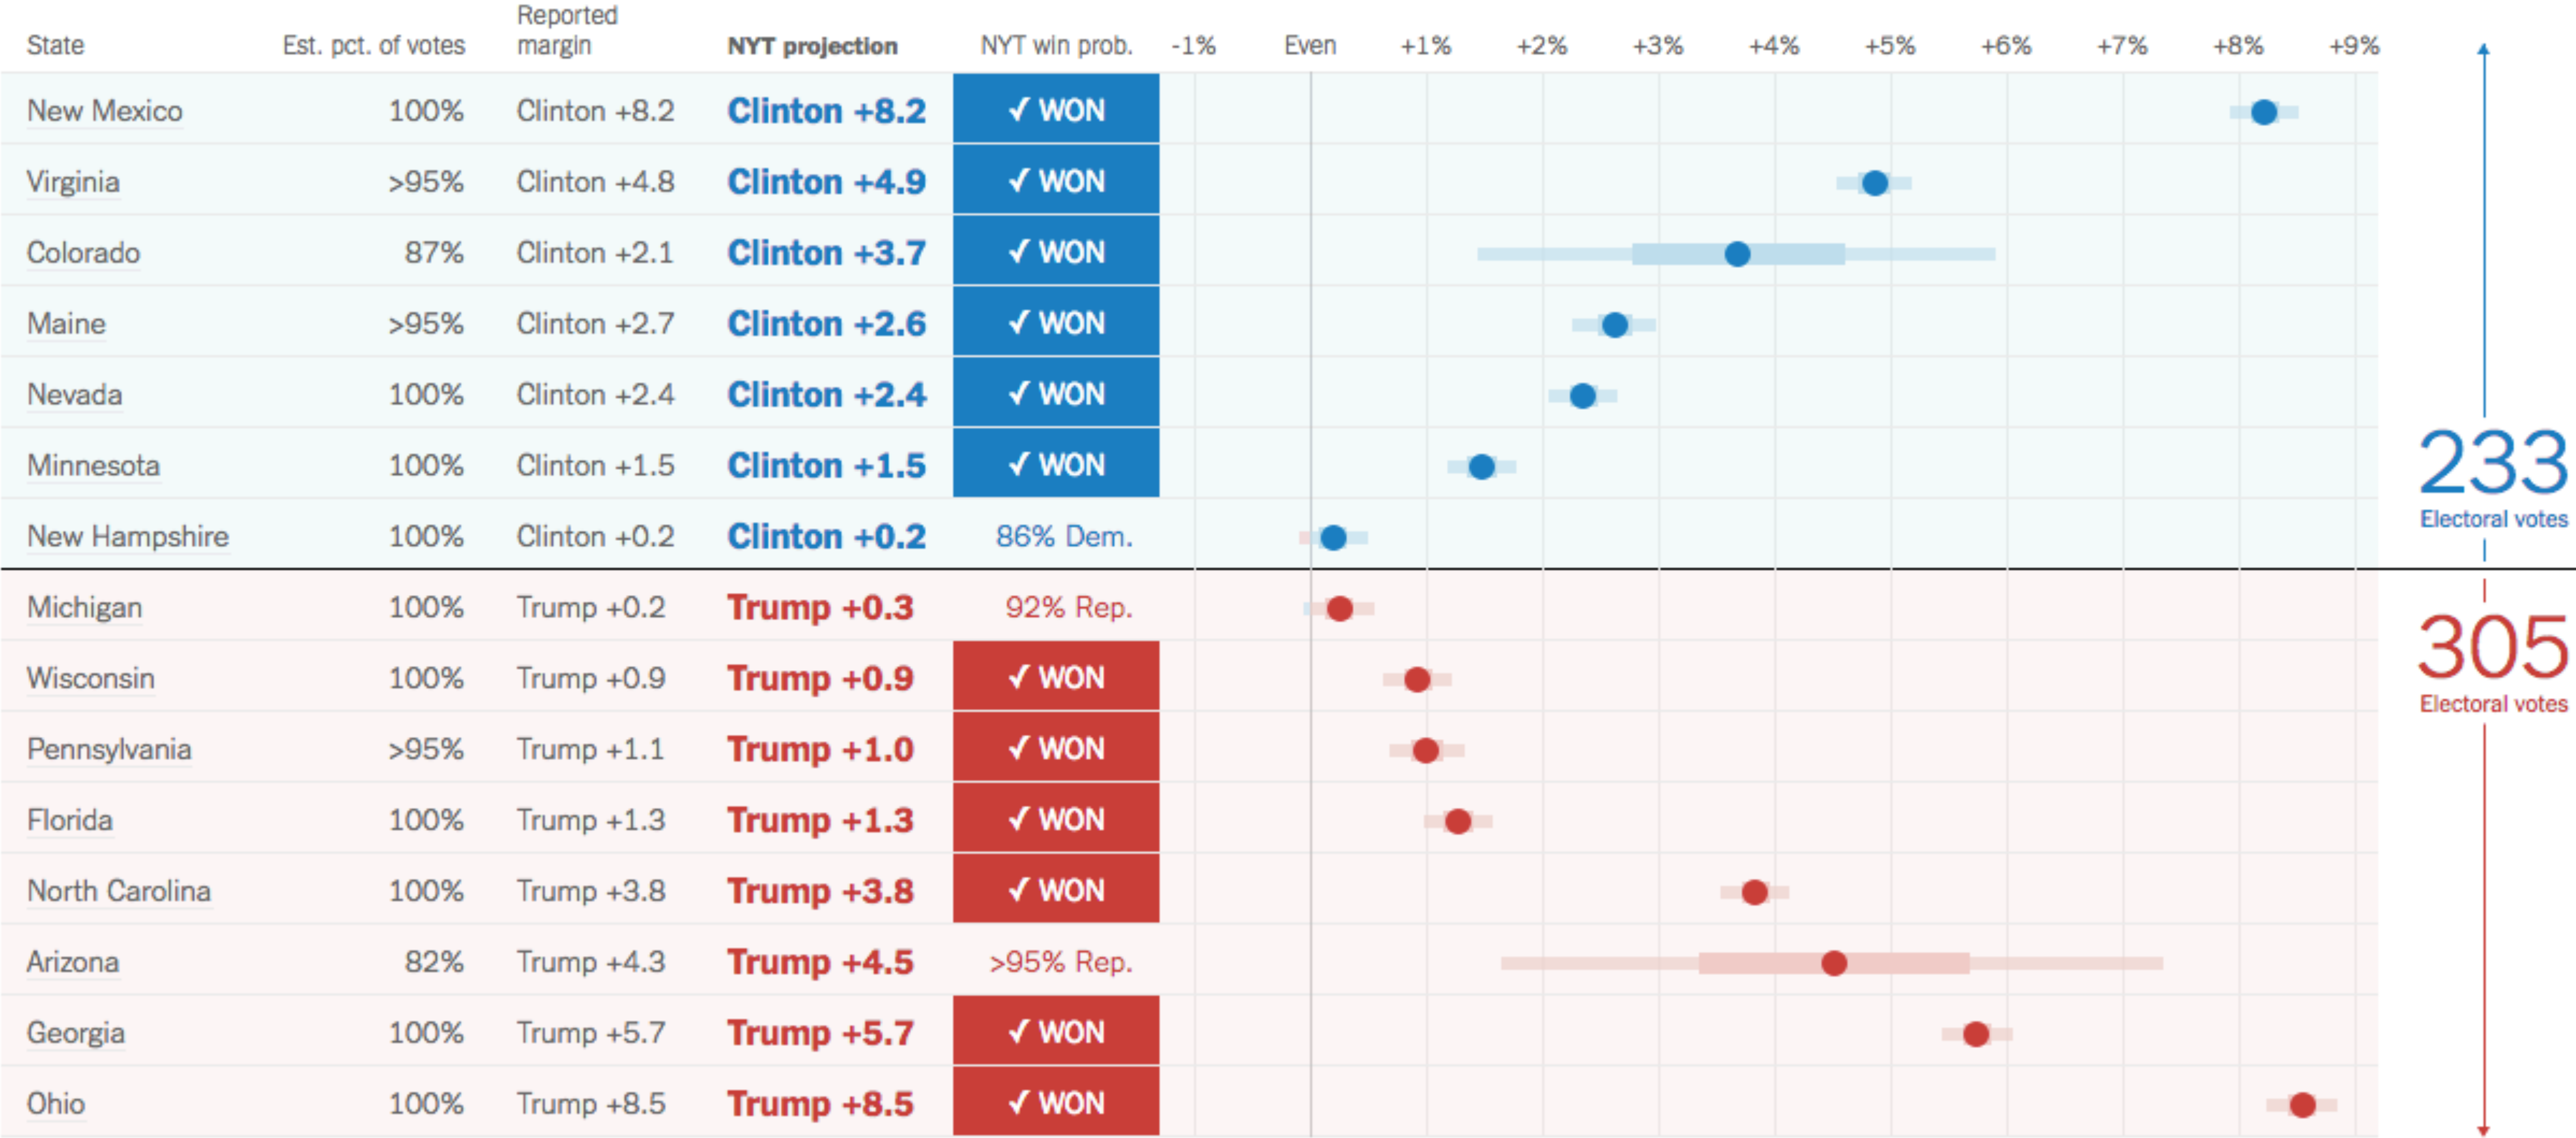 State Est. pct. of votes Reported margin NYT projection NYT win prob. -1% Even +1% +2% +3% +4% +5% +6% +7% +8% +9%
New Mexico 100% Clinton +8.2 Clinton +8.2 ✓ WON
Virginia >95% Clinton +4.8 Clinton +4.9 ✓ WON
Colorado 87% Clinton +2.1 Clinton +3.7 ✓ WON
Maine >95% Clinton +2.7 Clinton +2.6 ✓ WON
Nevada 100% Clinton +2.4 Clinton +2.4 ✓ WON
Minnesota 100% Clinton +1.5 Clinton +1.5 ✓ WON
233
Electoral votes
New Hampshire 100% Clinton +0.2 Clinton +0.2 86% Dem.
Michigan 100% Trump +0.2 Trump +0.3 92% Rep.
305
Electoral votes
Wisconsin 100% Trump +0.9 Trump +0.9 ✓ WON
Pennsylvania >95% Trump +1.1 Trump +1.0 ✓ WON
Florida 100% Trump +1.3 Trump +1.3 ✓ WON
North Carolina 100% Trump +3.8 Trump +3.8 ✓ WON
Arizona 82% Trump +4.3 Trump +4.5 >95% Rep.
Georgia 100% Trump +5.7 Trump +5.7 ✓ WON
Ohio 100% Trump +8.5 Trump +8.5 ✓ WON